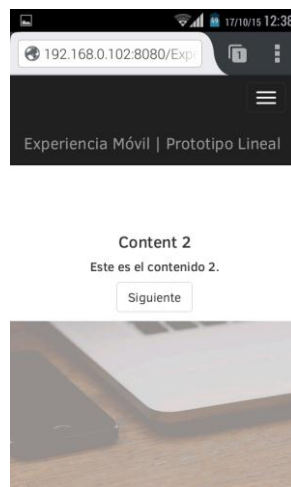 17/10/15 12:38
192.168.0.102:8080/Expe
1
Experiencia Móvil | Prototipo Lineal
Content 2
Este es el contenido 2.
Siguiente